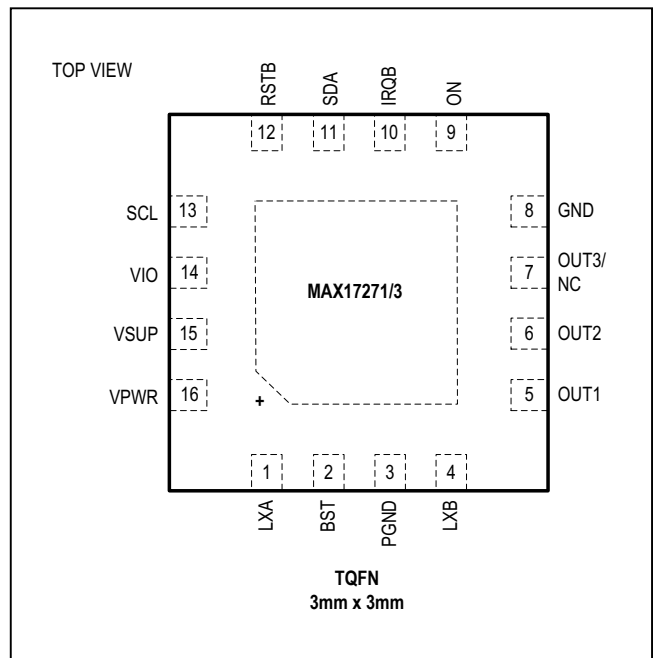 TOP VIEW
RSTB
SDA
IRQB
ON
12
11
10
9
SCL
13
8
GND
VIO
14
MAX17271/3
7
OUT3/
NC
VSUP
15
6
OUT2
VPWR
16
+
5
OUT1
1
2
3
4
LXA
BST
PGND
LXB
TQFN
3mm x 3mm